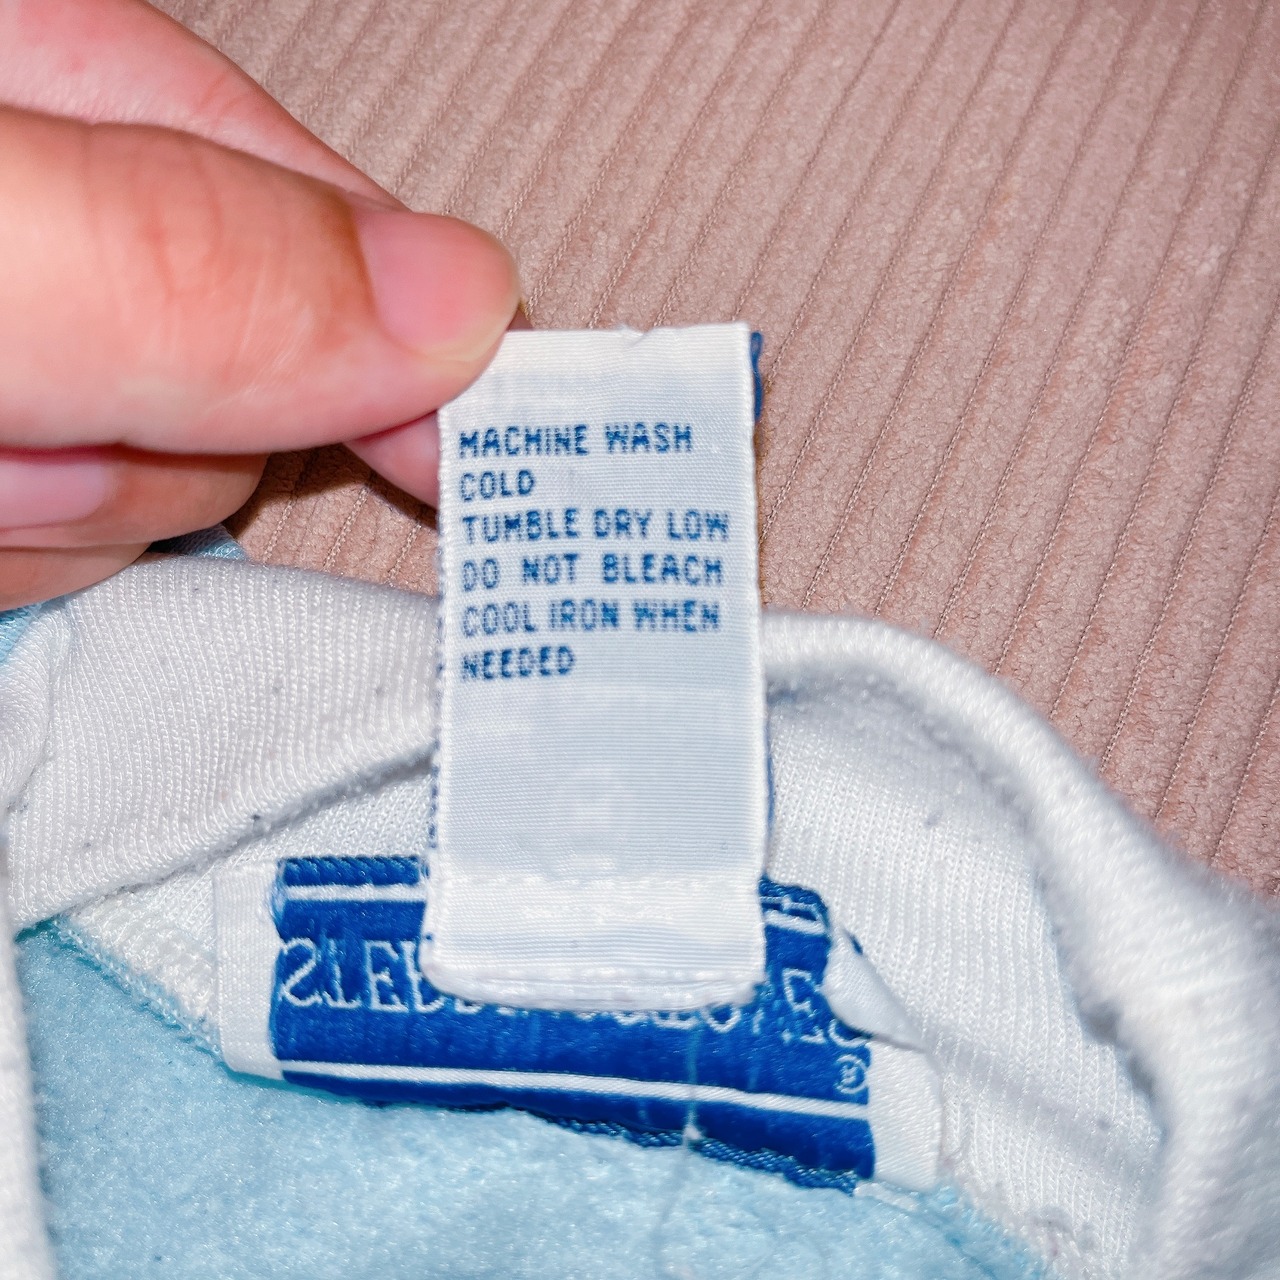 MACHINE WASH
COLD
TUMBLE DRY LOW
DO NOT BLEACH
COOL IRON WHEN
NEEDED
®